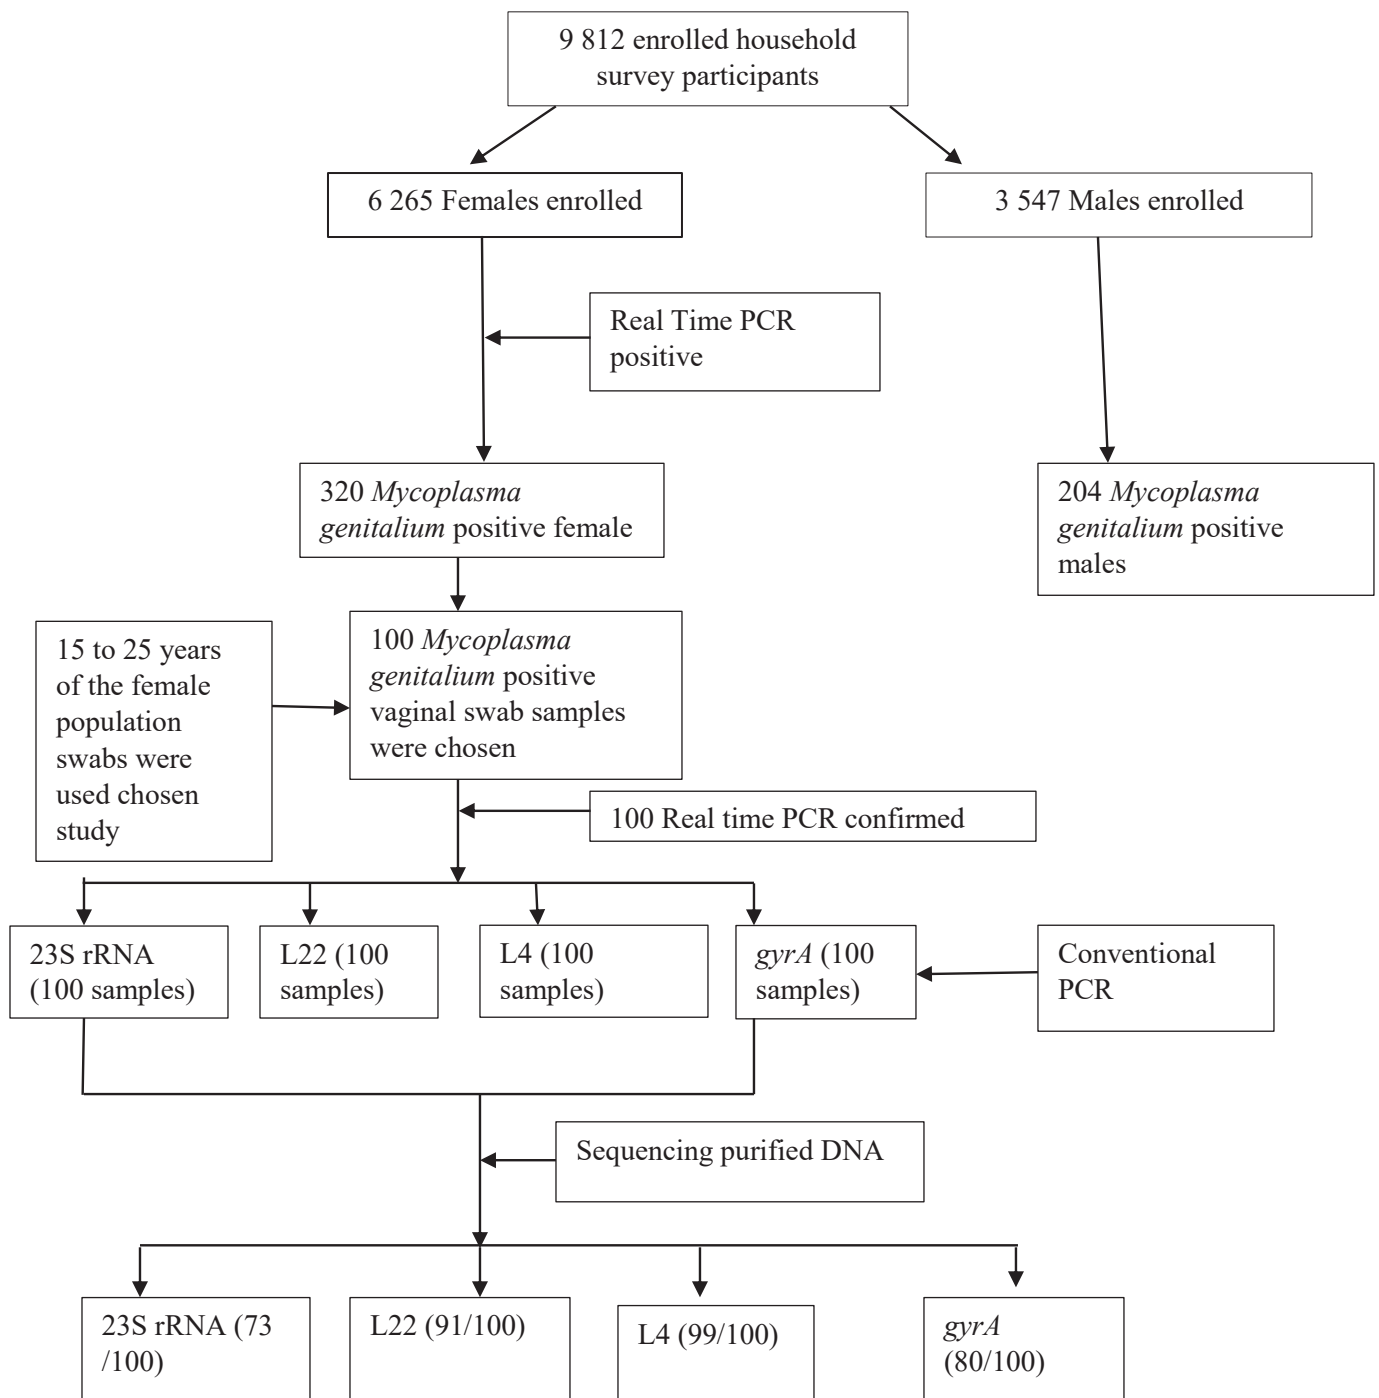 9 812 enrolled household
survey participants
6 265 Females enrolled
3 547 Males enrolled
Real Time PCR
positive
320 Mycoplasma
genitalium positive female
204 Mycoplasma
genitalium positive
males
15 to 25 years
of the female
population
swabs were
used chosen
study
100 Mycoplasma
genitalium positive
vaginal swab samples
were chosen
100 Real time PCR confirmed
23S rRNA
(100 samples)
L22 (100
samples)
L4 (100
samples)
gyrA (100
samples)
Conventional
PCR
Sequencing purified DNA
23S rRNA (73
/100)
L22 (91/100)
L4 (99/100)
gyrA
(80/100)